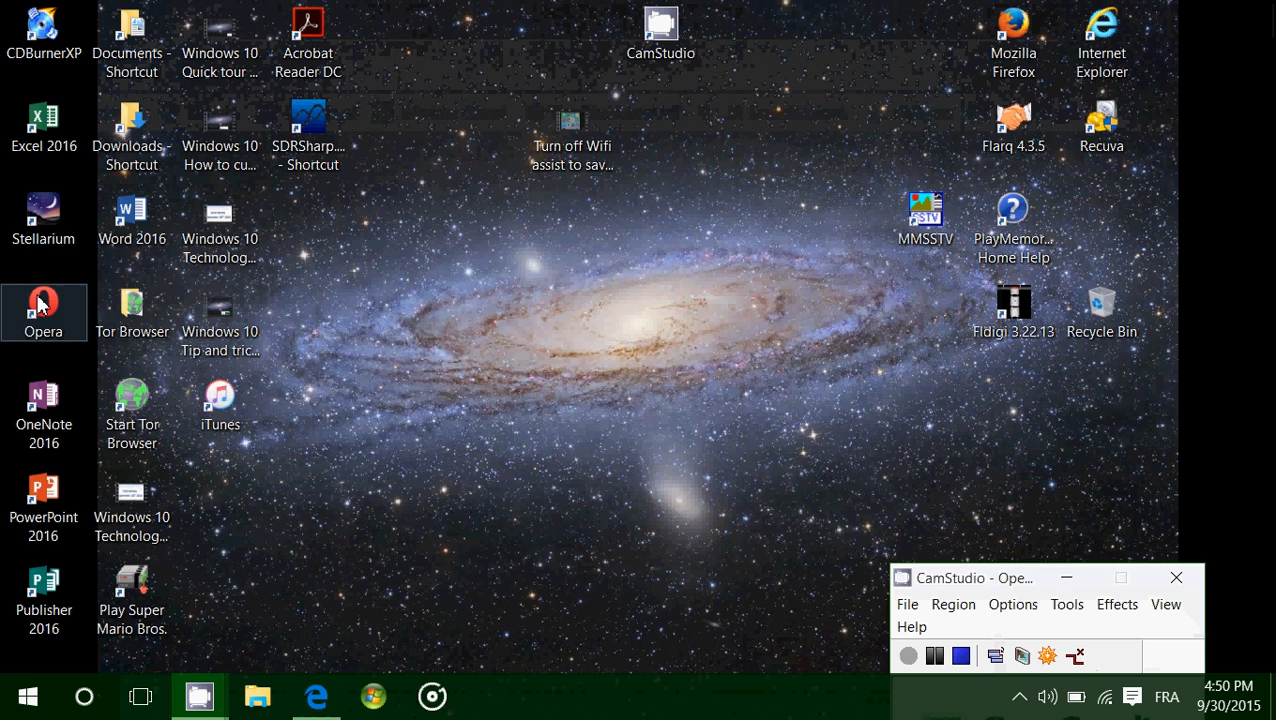 CDBurnerXP
Documents -
Shortcut
Windows 10
Quick tour ...
Acrobat
Reader DC
CamStudio
Mozilla
Firefox
Internet
Explorer
Excel 2016
Downloads -
Shortcut
Windows 10
How to cu...
SDRSharp....
- Shortcut
Turn off Wifi
assist to sav...
Flarq 4.3.5
Recuva
Stellarium
Word 2016
Windows 10
Technolog...
SSTV
MMSSTV
PlayMemor...
Home Help
Opera
Tor Browser
Windows 10
Tip and tric...
Fldigi 3.22.13
Recycle Bin
OneNote
2016
Start Tor
Browser
iTunes
PowerPoint
2016
Windows 10
Technolog...
Publisher
2016
Play Super
Mario Bros.
CamStudio - Ope...
File Region Options Tools Effects View
Help
FRA
4:50 PM
9/30/2015